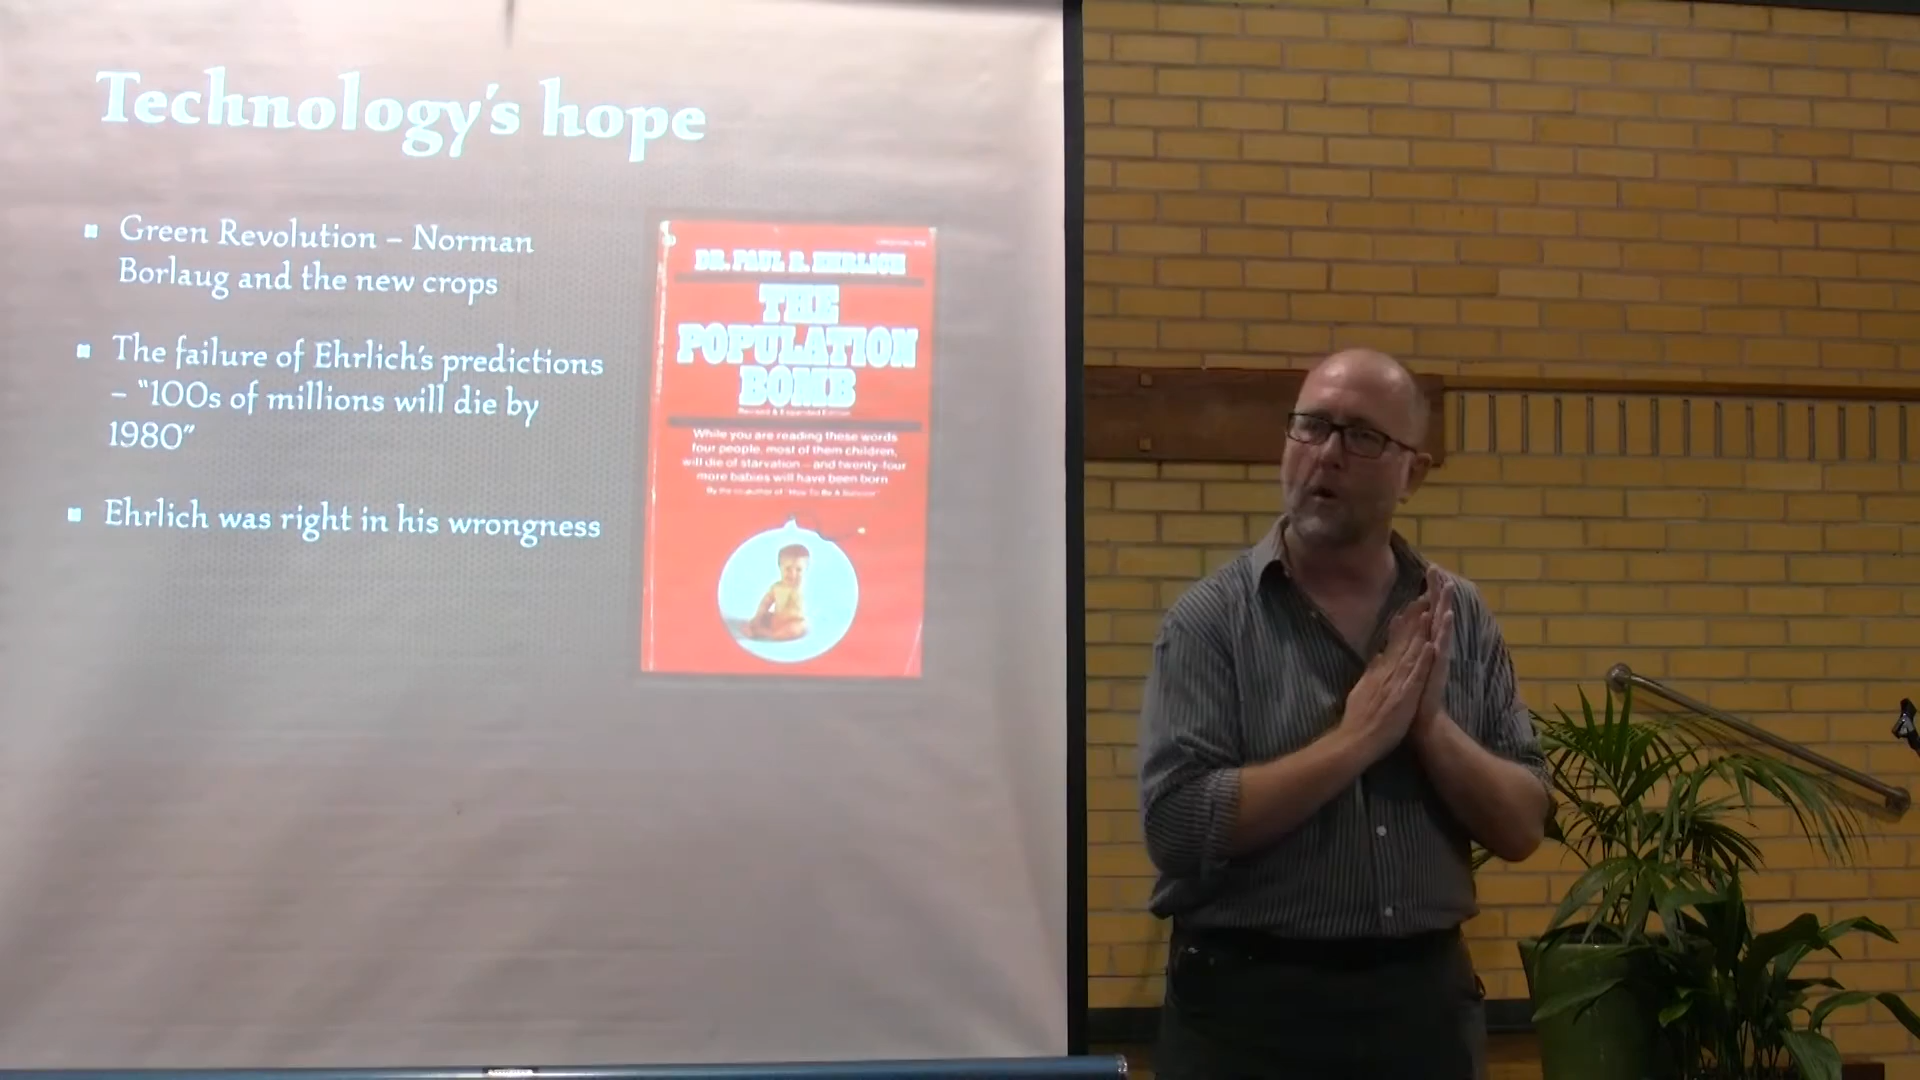 Technology's hope
Green Revolution – Norman
Borlaug and the new crops
The failure of Ehrlich's predictions
– "100s of millions will die by
1980"
Ehrlich was right in his wrongness
DR. PAUL R. EHRLICH
THE
POPULATION
BOMB
Revised & Expanded Edition
While you are reading these words
four people, most of them children,
will die of starvation – and twenty-four
more babies will have been born